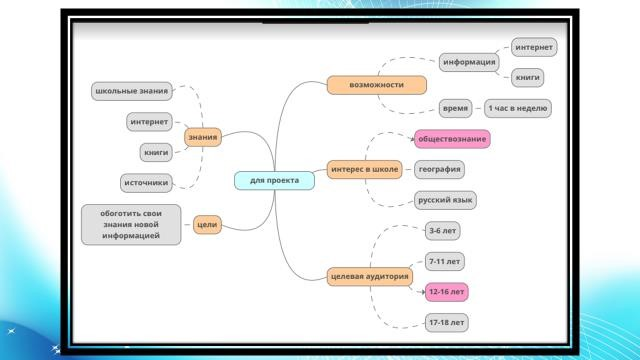 интернет
информация
книги
возможности
время
1 час в неделю
школьные знания
интернет
знания
книги
источники
обществознание
интерес в школе
география
русский язык
для проекта
обоготить свои
знания новой
информацией
цели
3-6 лет
7-11 лет
целевая аудитория
12-16 лет
17-18 лет